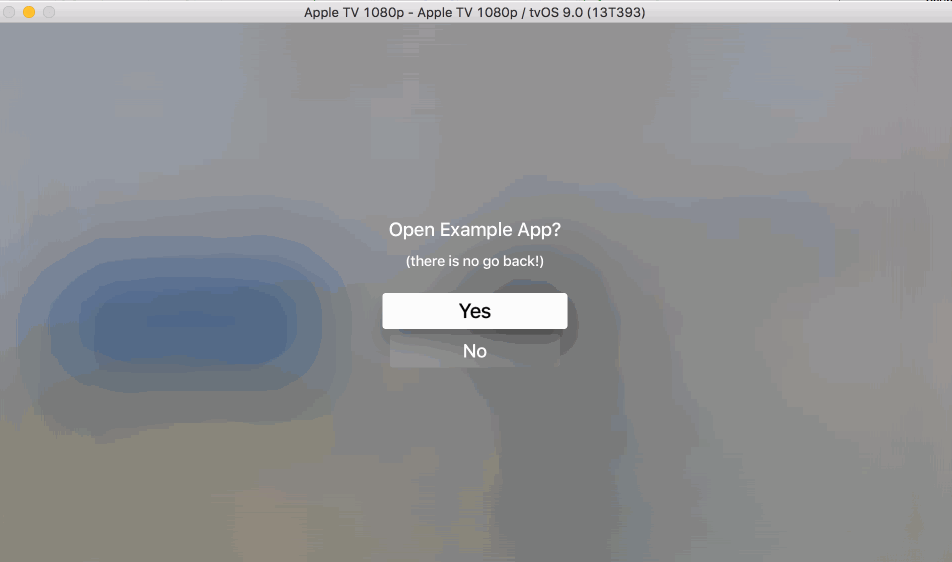 Apple TV 1080p - Apple TV 1080p / tvOS 9.0 (13T393)
Open Example App?
(there is no go back!)
Yes
No